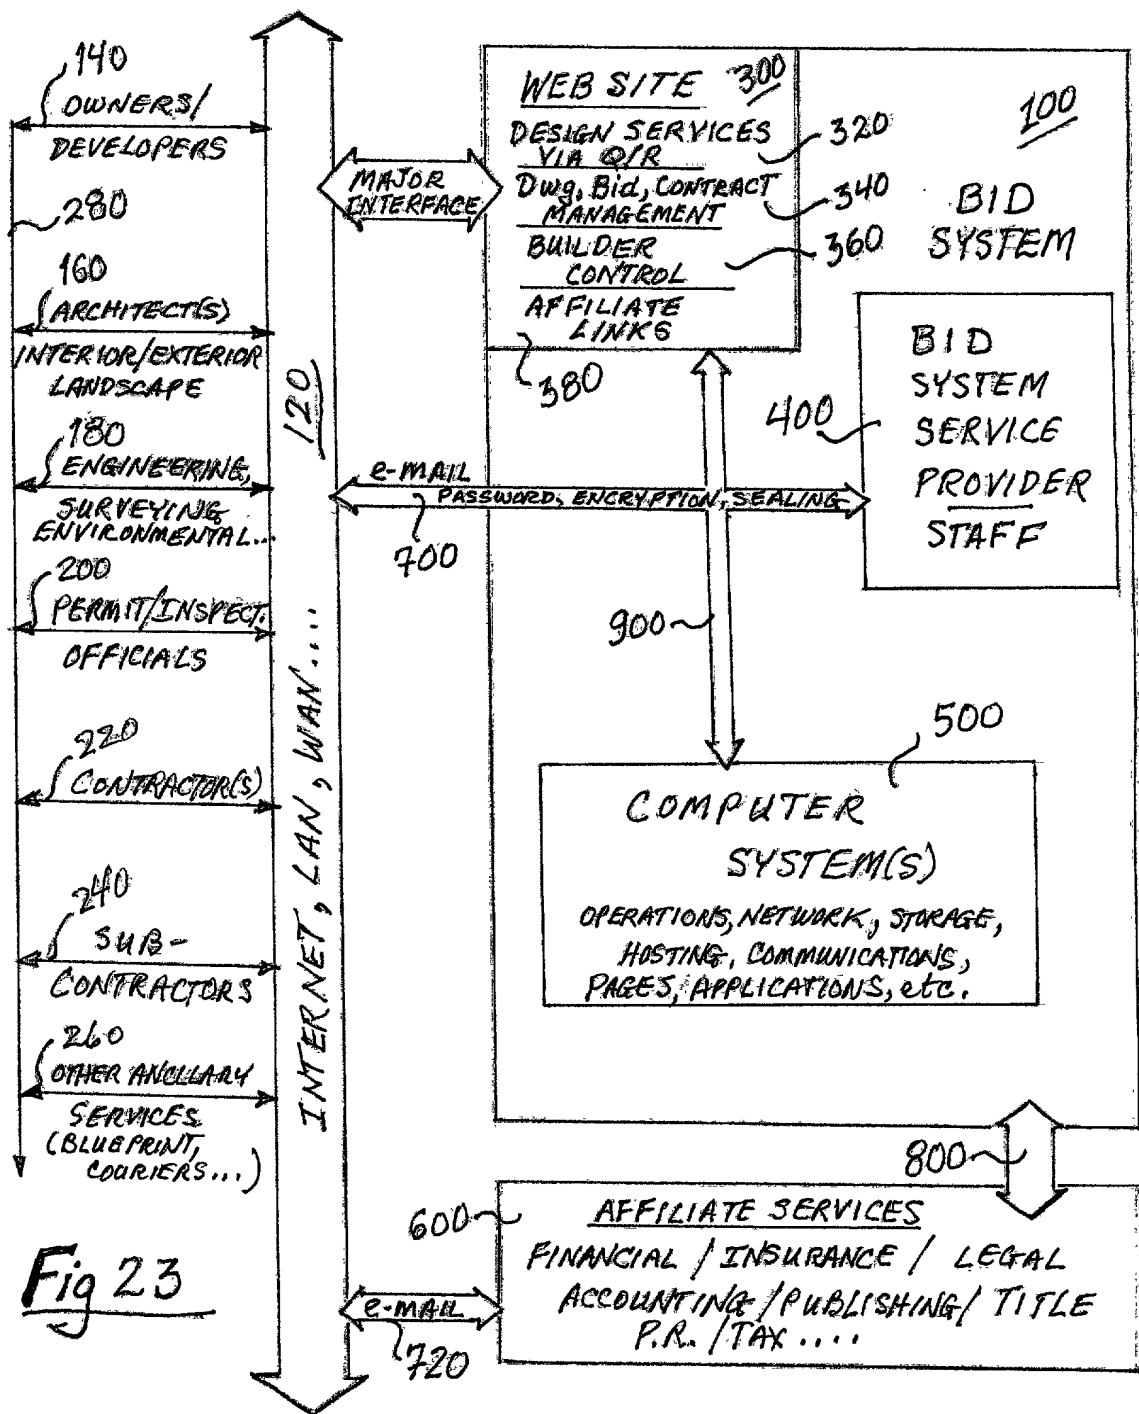 140
OWNERS/
DEVELOPERS
280
160
ARCHITECT(S)
INTERIOR/EXTERIOR
LANDSCAPE
180
ENGINEERING,
SURVEYING
ENVIRONMENTAL...
200
PERMIT/INSPECT.
OFFICIALS
220
CONTRACTOR(S)
240
SUB-
CONTRACTORS
260
OTHER ANCLLARY
SERVICES
(BLUEPRINT,
COURIERS...)
Fig 23
120
INTERNET, LAN, WAN....
MAJOR
INTERFACE
WEB SITE 300
DESIGN SERVICES
VIA Q/R
320
Dwg, Bid, CONTRACT
MANAGEMENT
340
BUILDER
CONTROL
360
AFFILIATE
LINKS
380
100
BID
SYSTEM
BID
SYSTEM
SERVICE
PROVIDER
STAFF
400
e-MAIL
PASSWORD, ENCRYPTION, SEALING
700
900
500
COMPUTER
SYSTEM(S)
OPERATIONS, NETWORK, STORAGE,
HOSTING, COMMUNICATIONS,
PAGES, APPLICATIONS, etc.
800
600
AFFILIATE SERVICES
FINANCIAL / INSURANCE / LEGAL
ACCOUNTING / PUBLISHING / TITLE
P.R. / TAX ....
e-MAIL
720